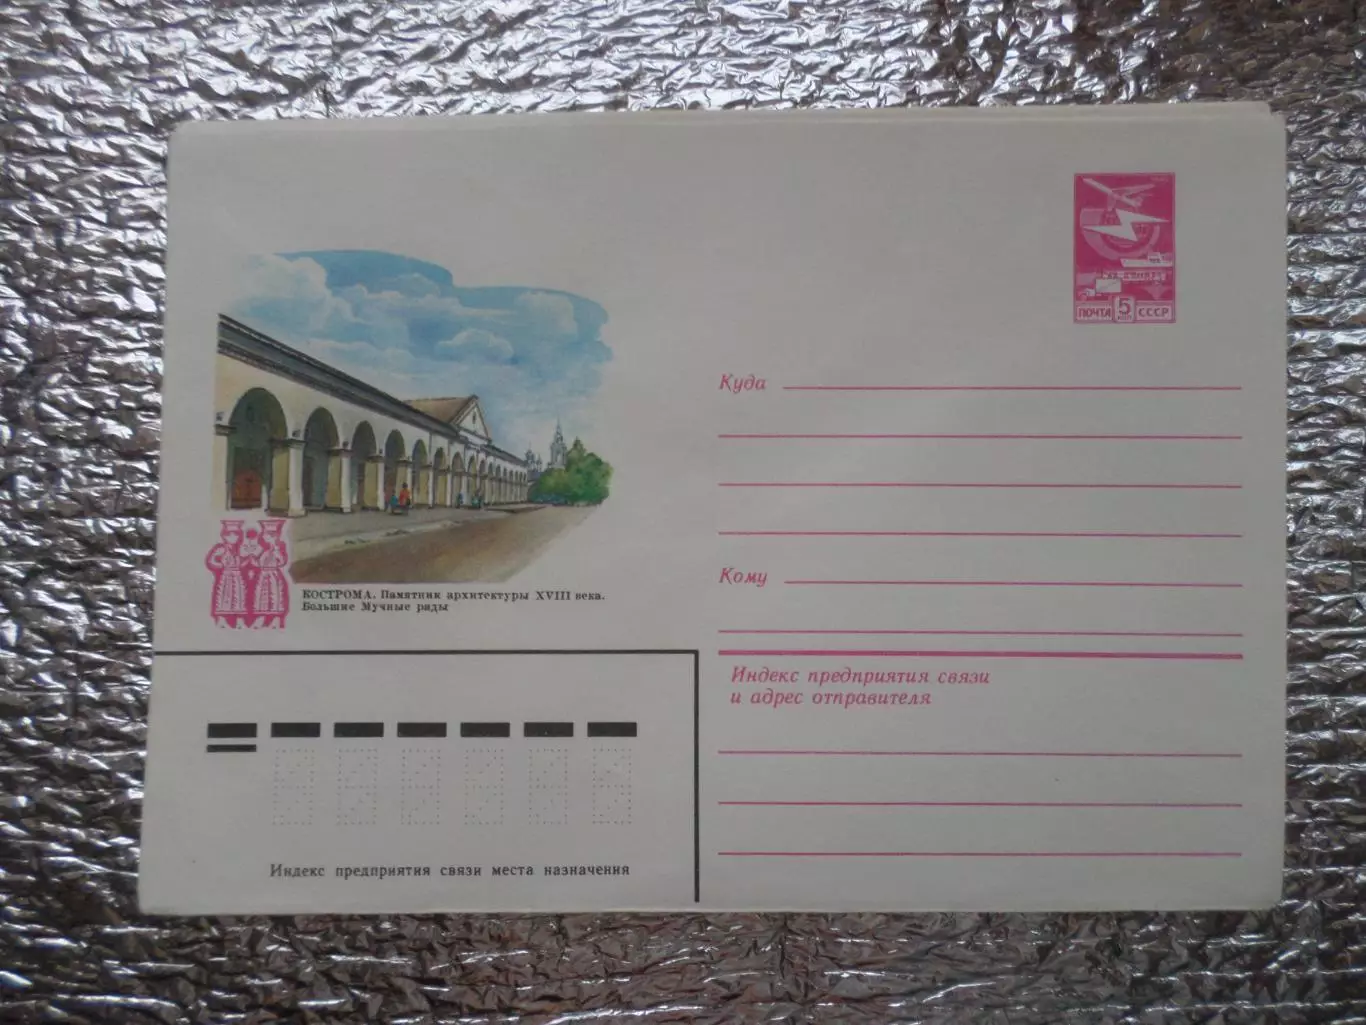 ПОЧТА 5 КОП СССР
Куда
Кому
КОСТРОМА. Памятник архитектуры XVIII века.
Большие Мучные ряды
Индекс предприятия связи
и адрес отправителя
Индекс предприятия связи места назначения